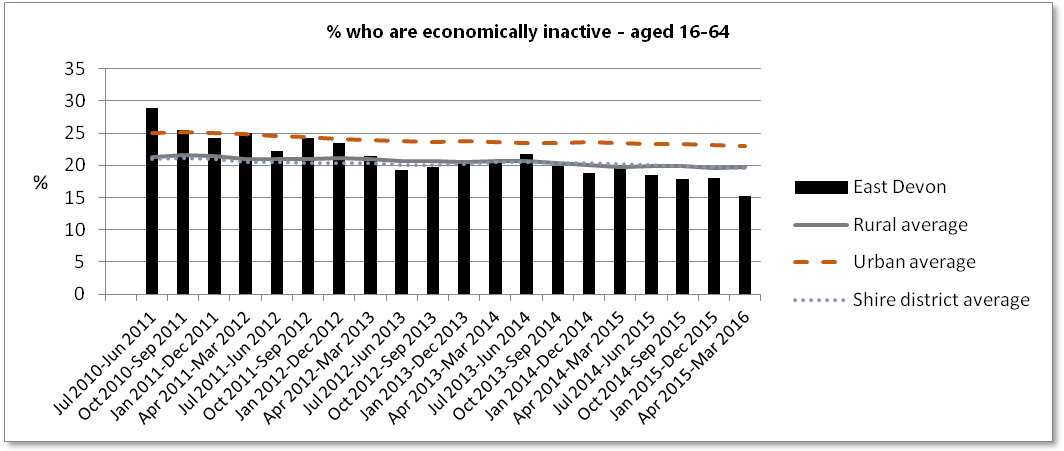 % who are economically inactive - aged 16-64
35
30
25
20
15
10
5
0
%
Jul 2010-Jun 2011
Oct 2010-Sep 2011
Jan 2011-Dec 2011
Apr 2011-Mar 2012
Jul 2011-Jun 2012
Oct 2011-Sep 2012
Jan 2012-Dec 2012
Apr 2012-Mar 2013
Jul 2012-Jun 2013
Oct 2012-Sep 2013
Jan 2013-Dec 2013
Apr 2013-Mar 2014
Jul 2013-Jun 2014
Oct 2013-Sep 2014
Jan 2014-Dec 2014
Apr 2014-Mar 2015
Jul 2014-Jun 2015
Oct 2014-Sep 2015
Jan 2015-Dec 2015
Apr 2015-Mar 2016
East Devon
Rural average
Urban average
Shire district average